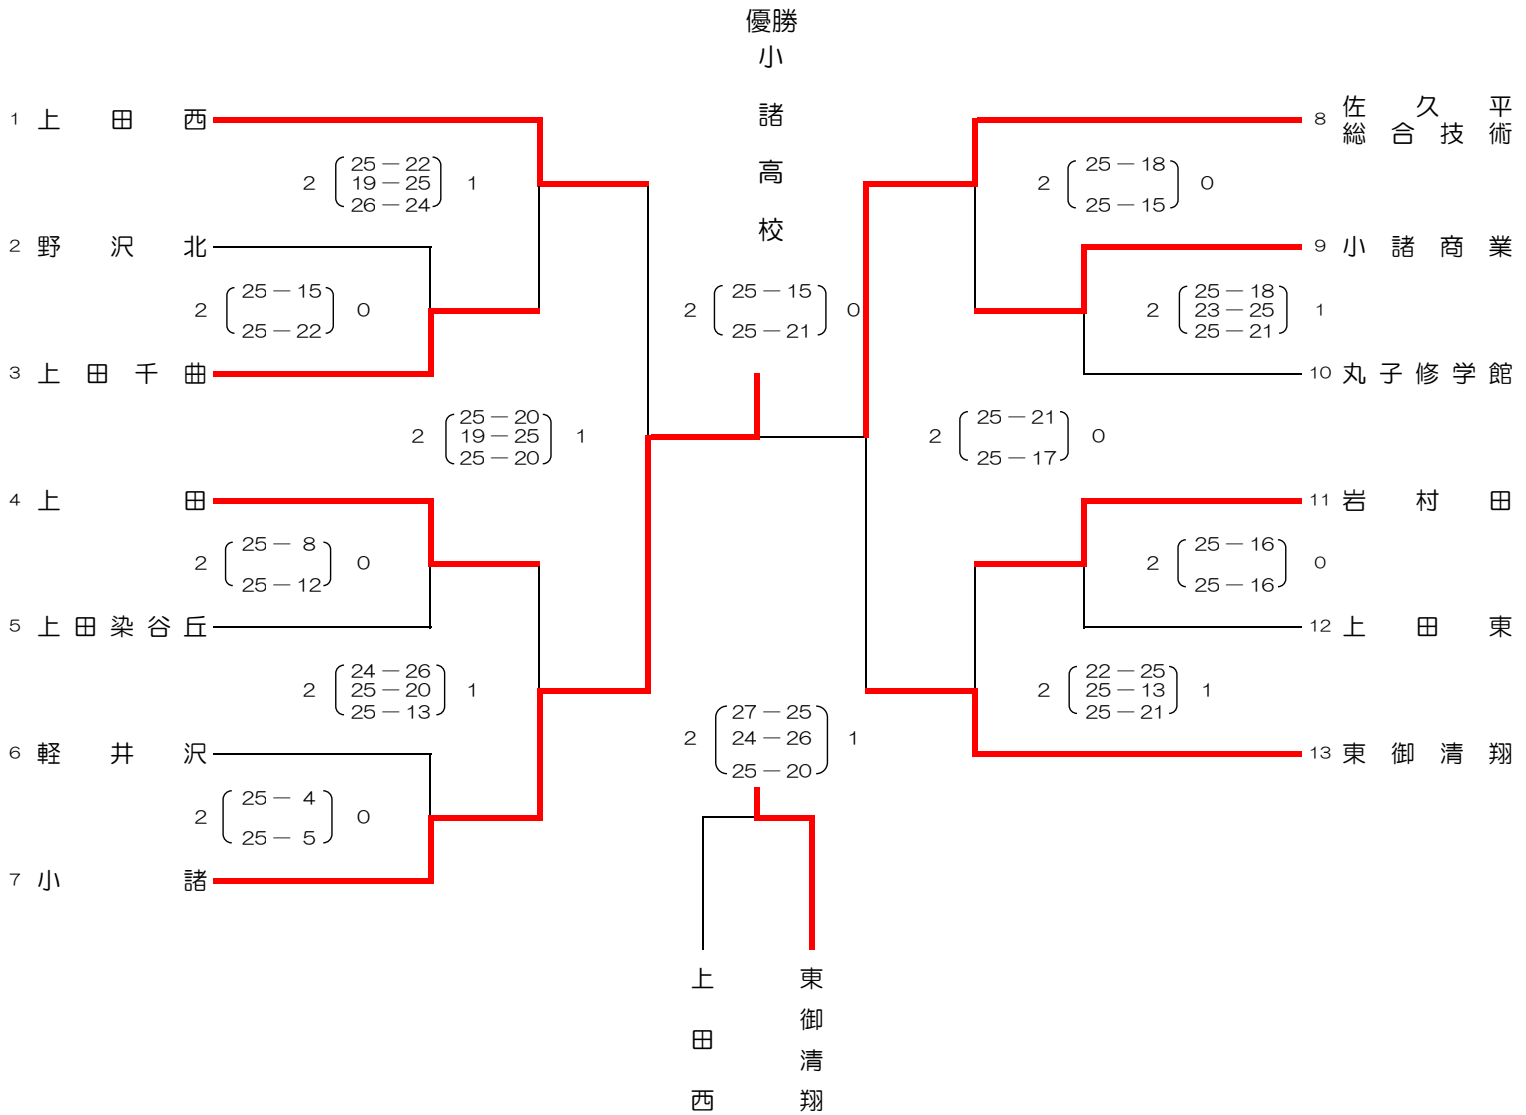 優勝
小諸高校
1 上田西
2 25－22 1
19－25
26－24
2 野沢北
2 25－15 0
25－22
3 上田千曲
2 25－20 1
19－25
25－20
4 上田
2 25－8 0
25－12
5 上田染谷丘
2 24－26 1
25－20
25－13
6 軽井沢
2 25－4 0
25－5
7 小諸
2 25－15 0
25－21
2 27－25 1
24－26
25－20
上田西
東御清翔
8 佐久平
総合技術
2 25－18 0
25－15
9 小諸商業
2 25－18 1
23－25
25－21
10 丸子修学館
2 25－21 0
25－17
11 岩村田
2 25－16 0
25－16
12 上田東
2 22－25 1
25－13
25－21
13 東御清翔